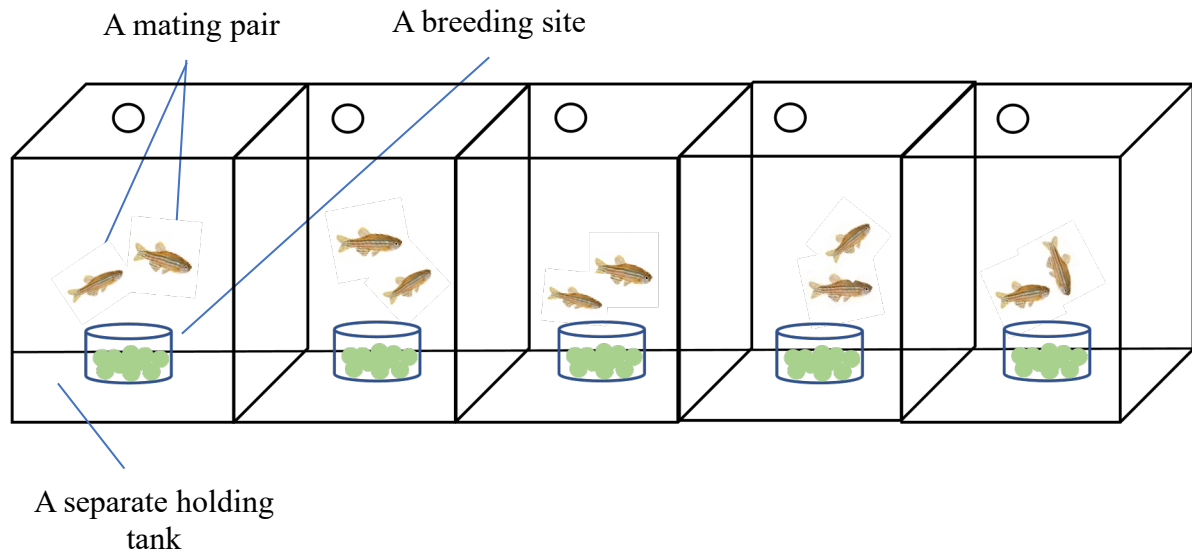 A mating pair
A breeding site
A separate holding
tank